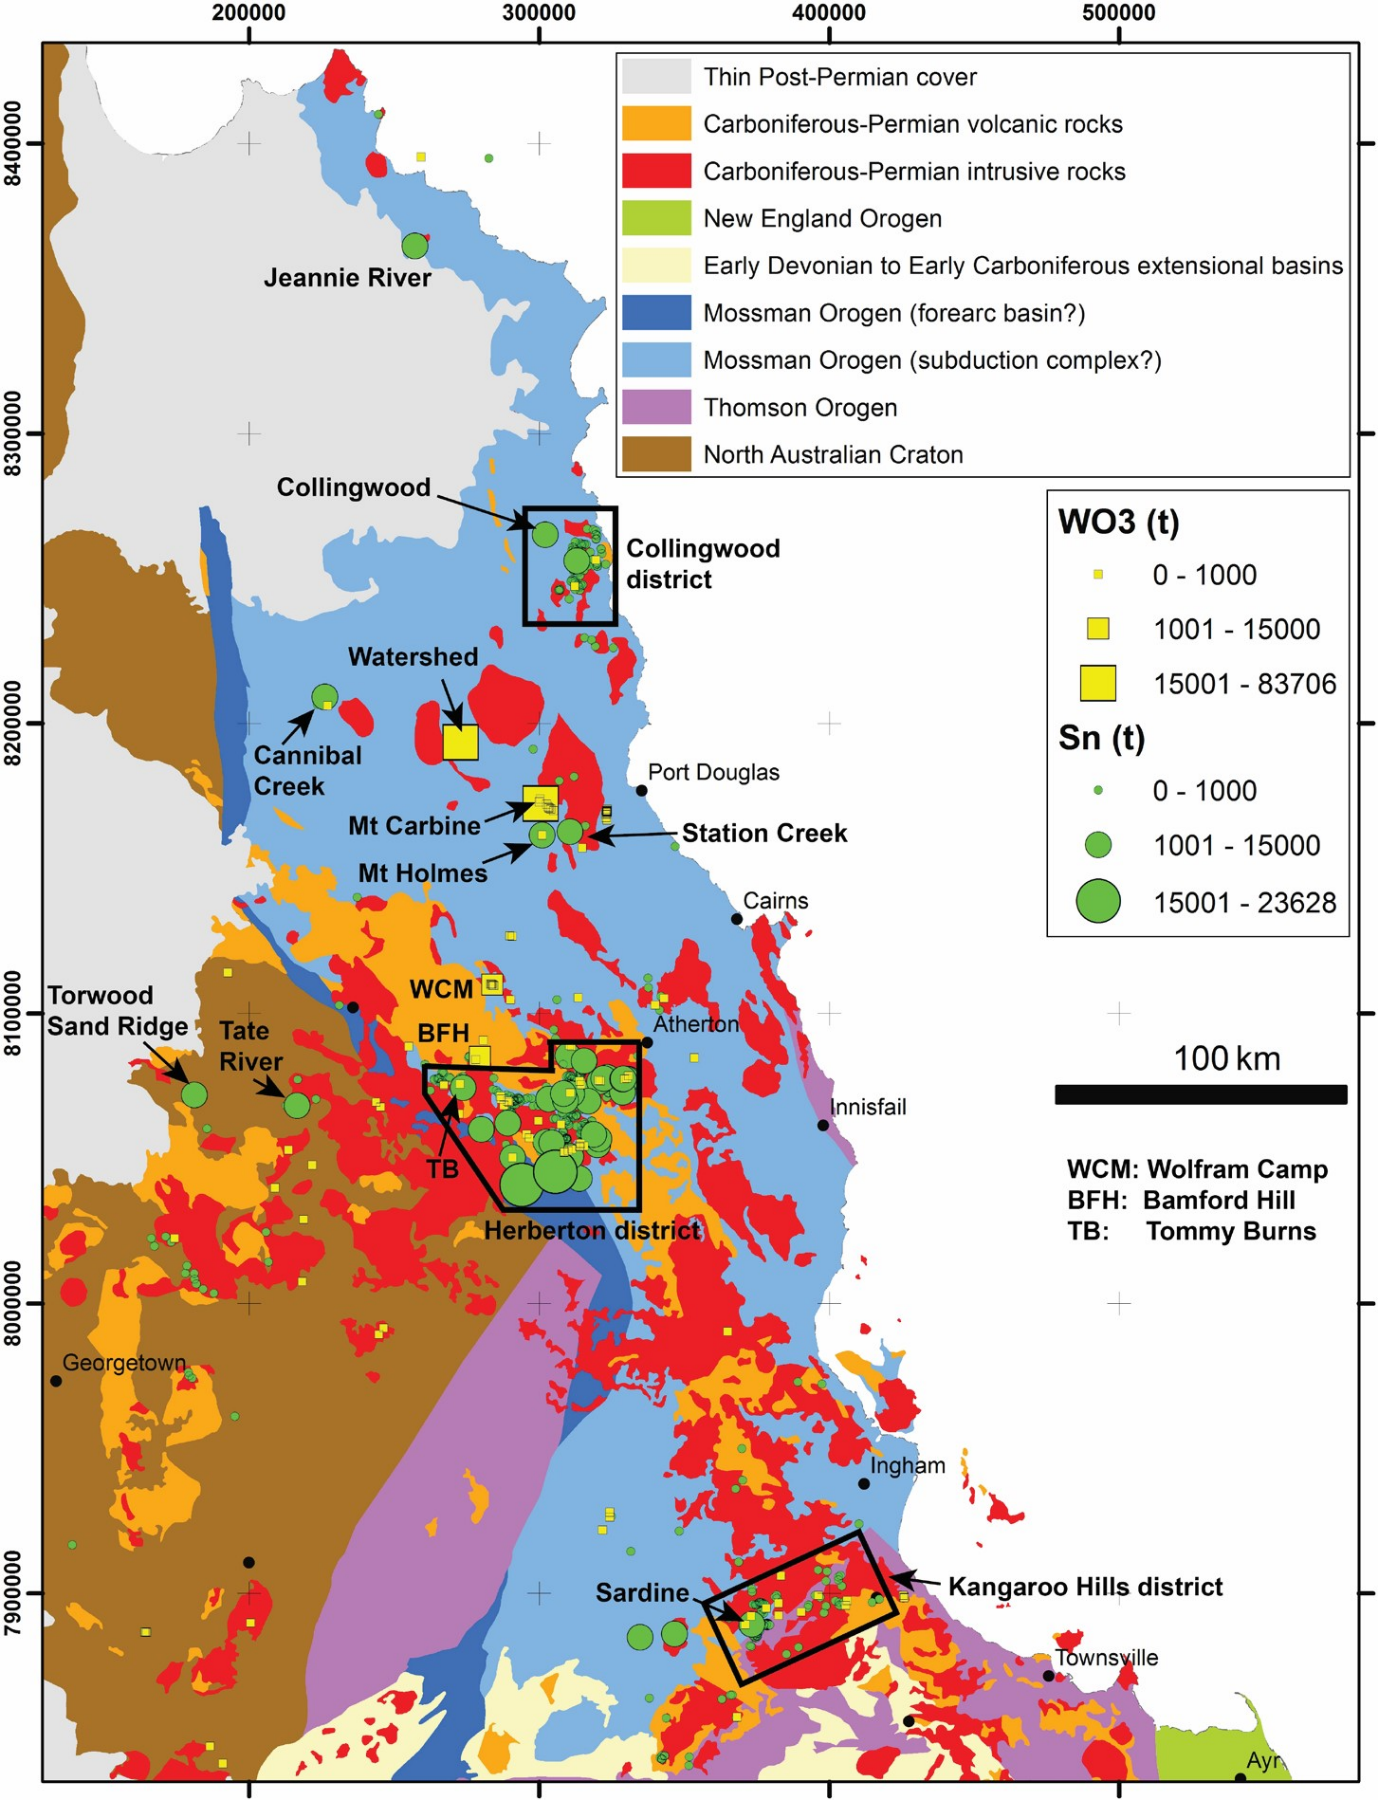 200000 300000 400000 500000
8400000
8300000
8200000
8100000
8000000
7900000
Thin Post-Permian cover
Carboniferous-Permian volcanic rocks
Carboniferous-Permian intrusive rocks
New England Orogen
Early Devonian to Early Carboniferous extensional basins
Mossman Orogen (forearc basin?)
Mossman Orogen (subduction complex?)
Thomson Orogen
North Australian Craton
WO3 (t)
0 - 1000
1001 - 15000
15001 - 83706
Sn (t)
0 - 1000
1001 - 15000
15001 - 23628
Jeannie River
Collingwood
Collingwood
district
Watershed
Cannibal
Creek
Port Douglas
Mt Carbine
Station Creek
Mt Holmes
Cairns
WCM
Torwood
Sand Ridge
Tate
River
BFH
Atherton
100 km
Innisfail
TB
WCM: Wolfram Camp
BFH: Bamford Hill
TB: Tommy Burns
Herberton district
Georgetown
Ingham
Sardine
Kangaroo Hills district
Townsville
Ayr